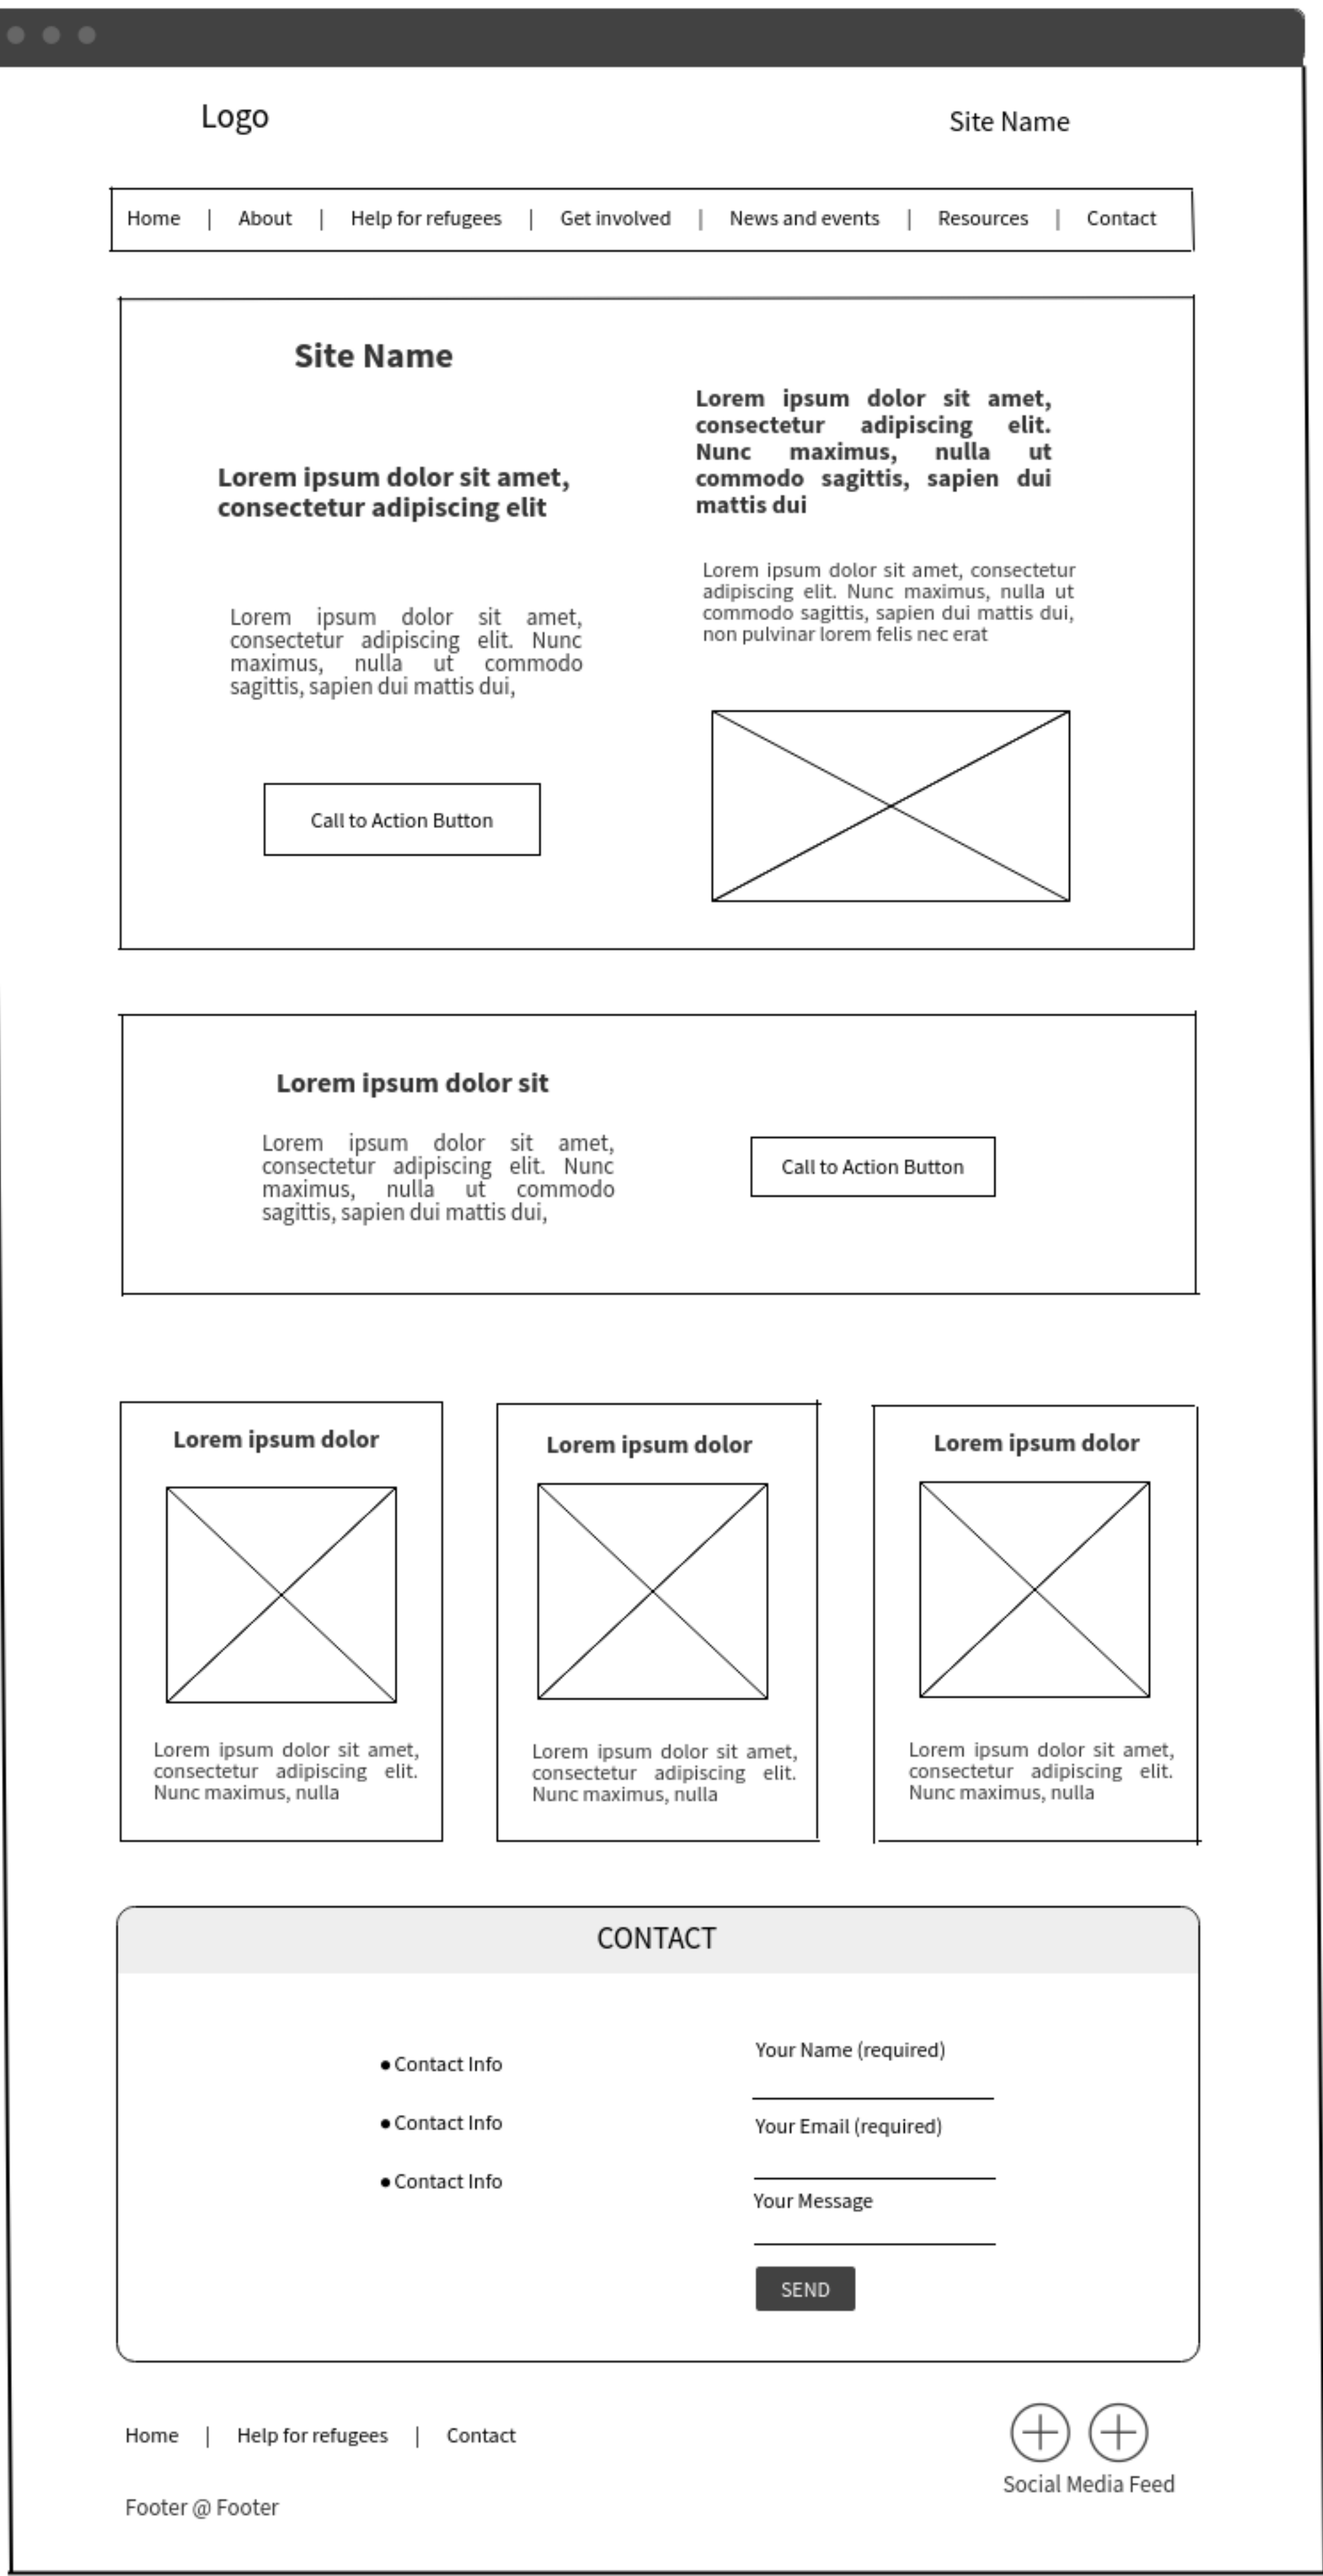 Logo
Site Name
Home | About | Help for refugees | Get involved | News and events | Resources | Contact
Site Name
Lorem ipsum dolor sit amet,
consectetur adipiscing elit
Lorem ipsum dolor sit amet,
consectetur adipiscing elit. Nunc
maximus, nulla ut commodo
sagittis, sapien dui mattis dui,
Call to Action Button
Lorem ipsum dolor sit amet,
consectetur adipiscing elit.
Nunc maximus, nulla ut
commodo sagittis, sapien dui
mattis dui
Lorem ipsum dolor sit amet, consectetur
adipiscing elit. Nunc maximus, nulla ut
commodo sagittis, sapien dui mattis dui,
non pulvinar lorem felis nec erat
Lorem ipsum dolor sit
Lorem ipsum dolor sit amet,
consectetur adipiscing elit. Nunc
maximus, nulla ut commodo
sagittis, sapien dui mattis dui,
Call to Action Button
Lorem ipsum dolor
Lorem ipsum dolor sit amet,
consectetur adipiscing elit.
Nunc maximus, nulla
Lorem ipsum dolor
Lorem ipsum dolor sit amet,
consectetur adipiscing elit.
Nunc maximus, nulla
Lorem ipsum dolor
Lorem ipsum dolor sit amet,
consectetur adipiscing elit.
Nunc maximus, nulla
CONTACT
● Contact Info
● Contact Info
● Contact Info
Your Name (required)
Your Email (required)
Your Message
SEND
Home | Help for refugees | Contact
Footer @ Footer
Social Media Feed